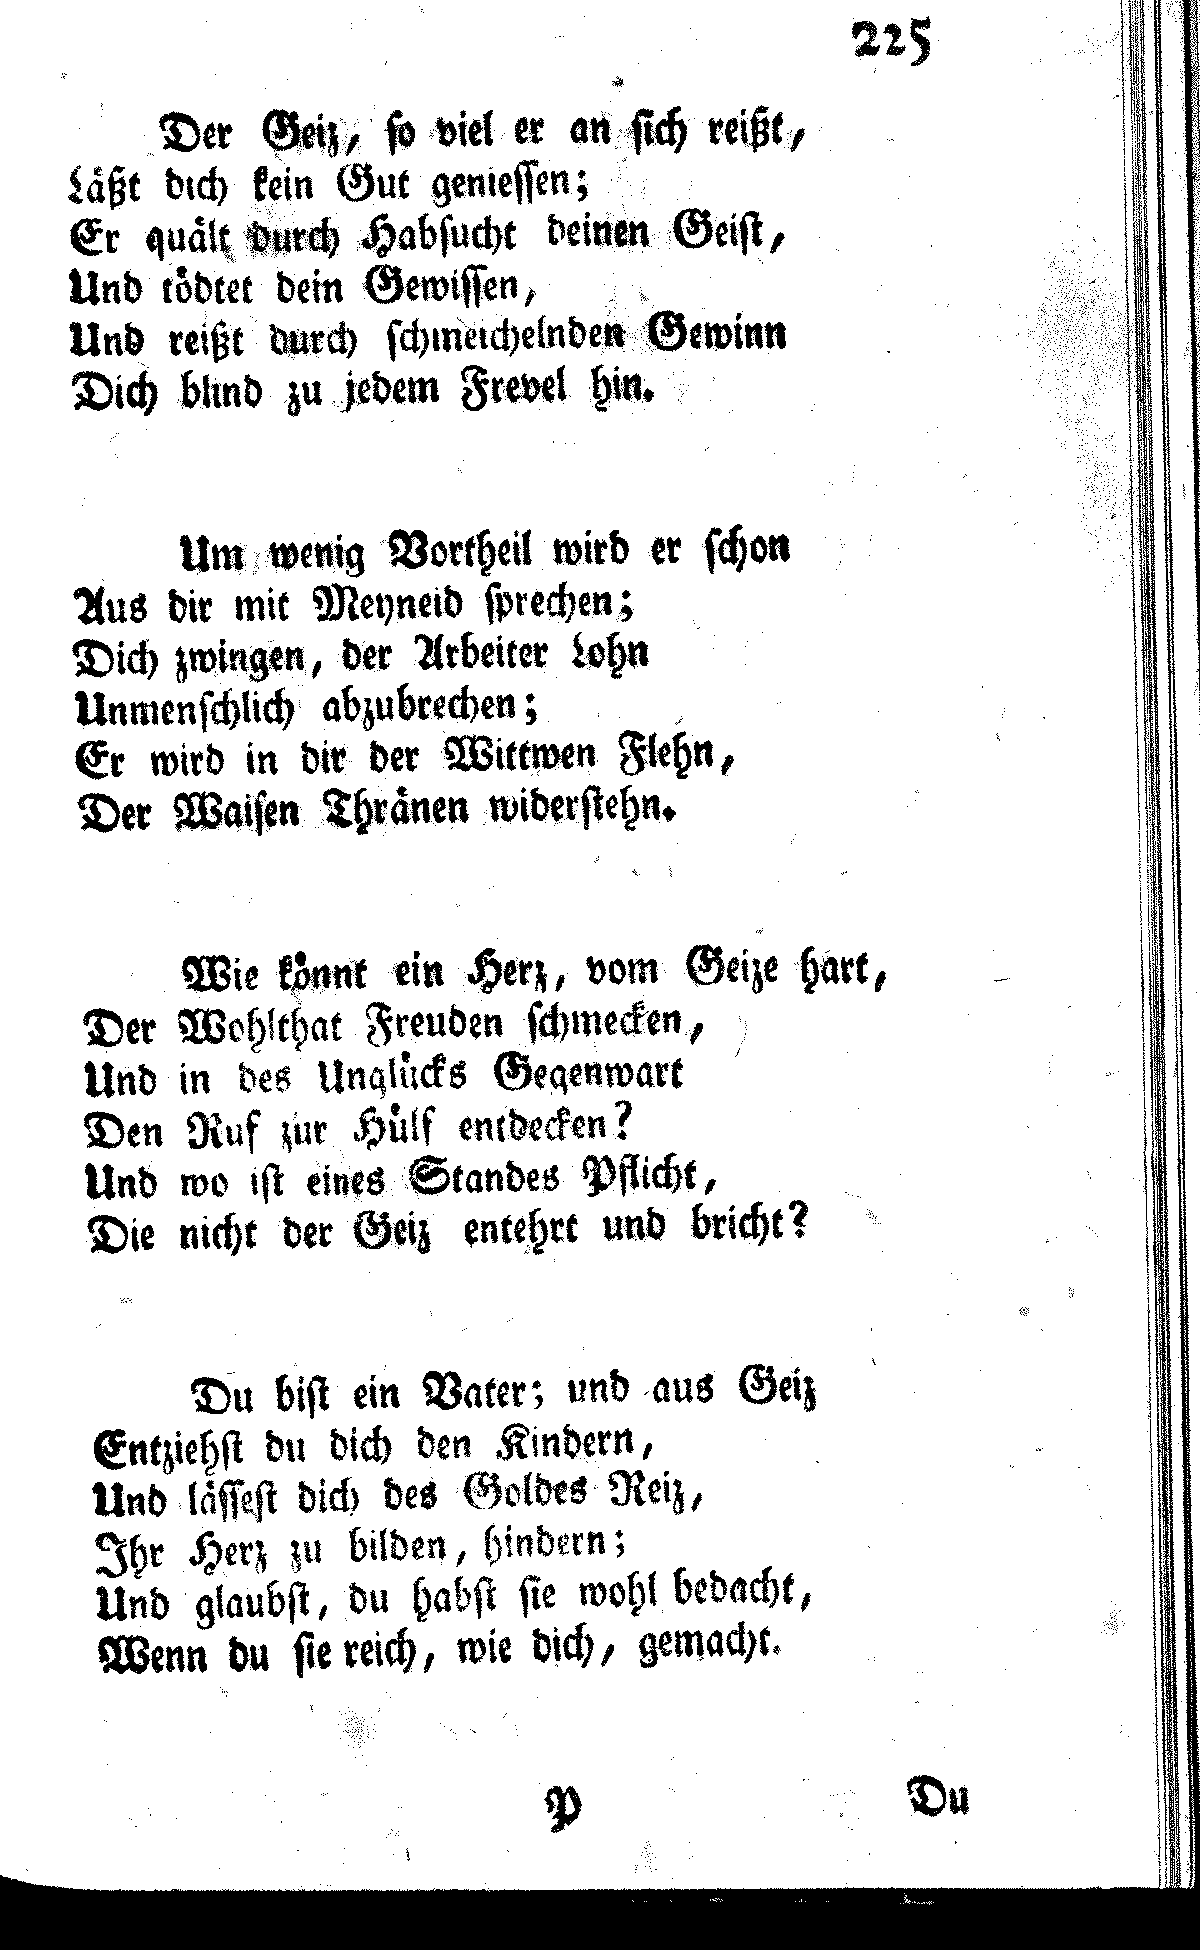 225
Der Geiz, so viel er an sich reißt,
Läßt dich kein Gut geniessen;
Er quält durch Habsucht deinen Geist,
Und tödtet dein Gewissen,
Und reißt durch schmeichelnden Gewinn
Dich blind zu jedem Frevel hin.
Um wenig Vortheil wird er schon
Aus dir mit Meyneid sprechen;
Dich zwingen, der Arbeiter Lohn
Unmenschlich abzubrechen;
Er wird in dir der Wittwen Flehn,
Der Waisen Thränen widerstehn.
Wie könnt ein Herz, vom Geize hart,
Der Wohlthat Freuden schmecken,
Und in des Unglücks Gegenwart
Den Ruf zur Hülf entdecken?
Und wo ist eines Standes Pflicht,
Die nicht der Geiz entehrt und bricht?
Du bist ein Vater; und aus Geiz
Entziehst du dich den Kindern,
Und lässest dich des Goldes Reiz,
Ihr Herz zu bilden, hindern;
Und glaubst, du habst sie wohl bedacht,
Wenn du sie reich, wie dich, gemacht.
P Du